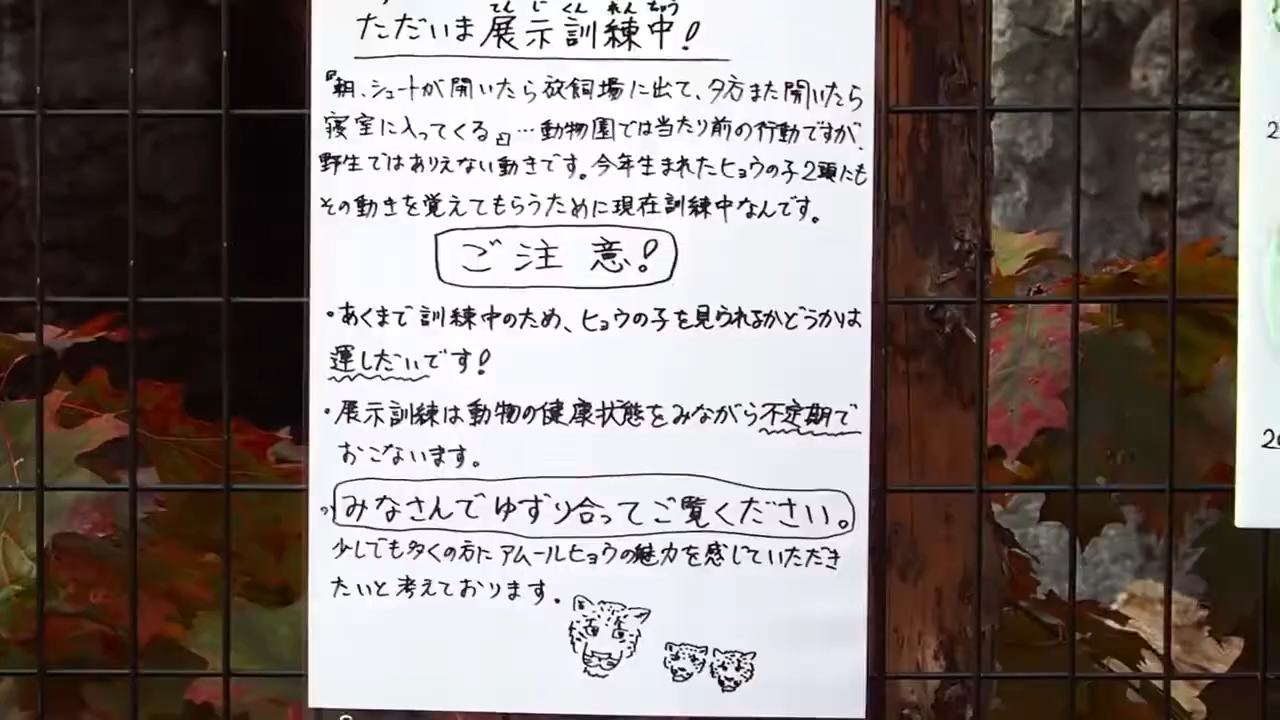 てんじくんれんちゅう
ただいま展示訓練中!
『朝、シュートが開いたら放飼場に出て、夕方また開いたら
寝室に入ってくる』…動物園では当たり前の行動ですが、
野生ではありえない動きです。今年生まれたヒョウの子2頭にも
その動きを覚えてもらうために現在訓練中なんです。
ご注意!
・あくまで訓練中のため、ヒョウの子を見られるかどうかは
運しだいです!
・展示訓練は動物の健康状態をみながら不定期で
おこないます。
みなさんでゆずり合ってご覧ください。
少しでも多くの方にアムールヒョウの魅力を感じていただき
たいと考えております。
2
20